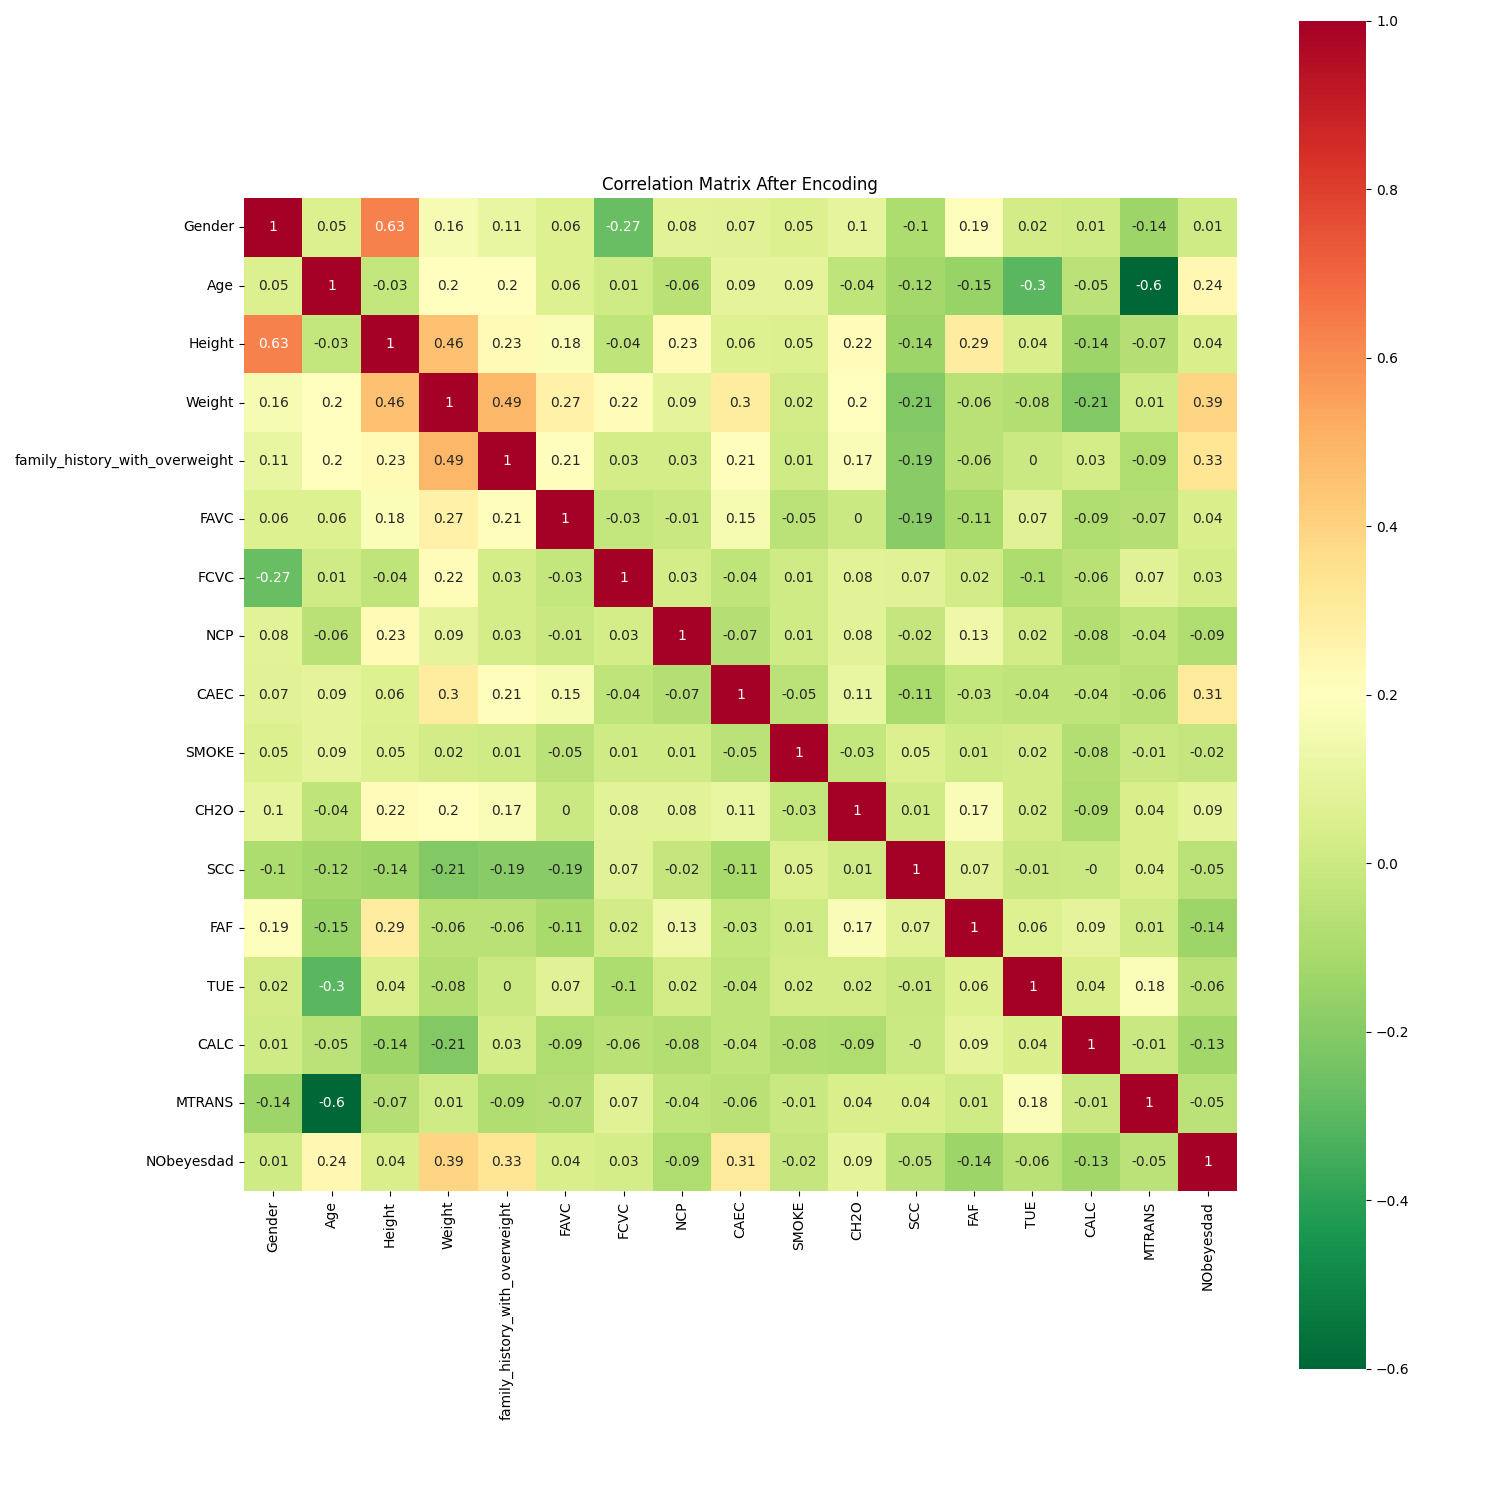 Correlation Matrix After Encoding
Gender 1 0.05 0.63 0.16 0.11 0.06 -0.27 0.08 0.07 0.05 0.1 -0.1 0.19 0.02 0.01 -0.14 0.01
Age 0.05 1 -0.03 0.2 0.2 0.06 0.01 -0.06 0.09 0.09 -0.04 -0.12 -0.15 -0.3 -0.05 -0.6 0.24
Height 0.63 -0.03 1 0.46 0.23 0.18 -0.04 0.23 0.06 0.05 0.22 -0.14 0.29 0.04 -0.14 -0.07 0.04
Weight 0.16 0.2 0.46 1 0.49 0.27 0.22 0.09 0.3 0.02 0.2 -0.21 -0.06 -0.08 -0.21 0.01 0.39
family_history_with_overweight 0.11 0.2 0.23 0.49 1 0.21 0.03 0.03 0.21 0.01 0.17 -0.19 -0.06 0 0.03 -0.09 0.33
FAVC 0.06 0.06 0.18 0.27 0.21 1 -0.03 -0.01 0.15 -0.05 0 -0.19 -0.11 0.07 -0.09 -0.07 0.04
FCVC -0.27 0.01 -0.04 0.22 0.03 -0.03 1 0.03 -0.04 0.01 0.08 0.07 0.02 -0.1 -0.06 0.07 0.03
NCP 0.08 -0.06 0.23 0.09 0.03 -0.01 0.03 1 -0.07 0.01 0.08 -0.02 0.13 0.02 -0.08 -0.04 -0.09
CAEC 0.07 0.09 0.06 0.3 0.21 0.15 -0.04 -0.07 1 -0.05 0.11 -0.11 -0.03 -0.04 -0.04 -0.06 0.31
SMOKE 0.05 0.09 0.05 0.02 0.01 -0.05 0.01 0.01 -0.05 1 -0.03 0.05 0.01 0.02 -0.08 -0.01 -0.02
CH2O 0.1 -0.04 0.22 0.2 0.17 0 0.08 0.08 0.11 -0.03 1 0.01 0.17 0.02 -0.09 0.04 0.09
SCC -0.1 -0.12 -0.14 -0.21 -0.19 -0.19 0.07 -0.02 -0.11 0.05 0.01 1 0.07 -0.01 -0 0.04 -0.05
FAF 0.19 -0.15 0.29 -0.06 -0.06 -0.11 0.02 0.13 -0.03 0.01 0.17 0.07 1 0.06 0.09 0.01 -0.14
TUE 0.02 -0.3 0.04 -0.08 0 0.07 -0.1 0.02 -0.04 0.02 0.02 -0.01 0.06 1 0.04 0.18 -0.06
CALC 0.01 -0.05 -0.14 -0.21 0.03 -0.09 -0.06 -0.08 -0.04 -0.08 -0.09 -0 0.09 0.04 1 -0.01 -0.13
MTRANS -0.14 -0.6 -0.07 0.01 -0.09 -0.07 0.07 -0.04 -0.06 -0.01 0.04 0.04 0.01 0.18 -0.01 1 -0.05
NObeyesdad 0.01 0.24 0.04 0.39 0.33 0.04 0.03 -0.09 0.31 -0.02 0.09 -0.05 -0.14 -0.06 -0.13 -0.05 1
Gender Age Height Weight family_history_with_overweight FAVC FCVC NCP CAEC SMOKE CH2O SCC FAF TUE CALC MTRANS NObeyesdad
1.0
0.8
0.6
0.4
0.2
0.0
−0.2
−0.4
−0.6